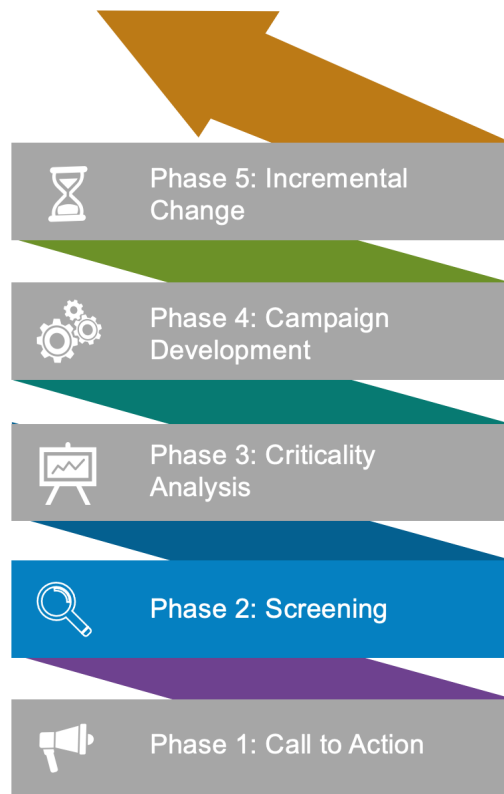 Phase 5: Incremental
Change
Phase 4: Campaign
Development
Phase 3: Criticality
Analysis
Phase 2: Screening
Phase 1: Call to Action